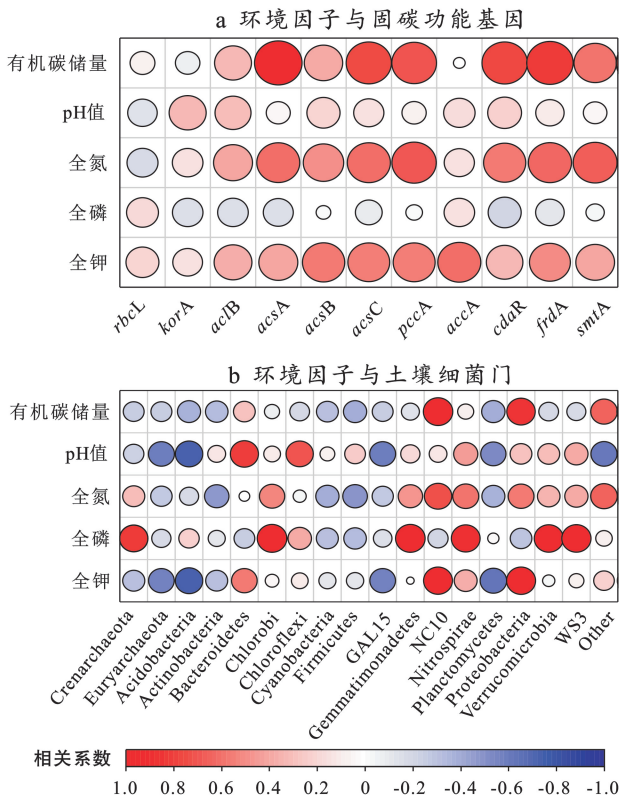 a 环境因子与固碳功能基因
有机碳储量
pH值
全氮
全磷
全钾
rbcL korA aclB acsA acsB acsC pccA accA cdaR frdA smtA
b 环境因子与土壤细菌门
有机碳储量
pH值
全氮
全磷
全钾
Crenarchaeota Euryarchaeota Acidobacteria Actinobacteria Bacteroidetes Chlorobi Chloroflexi Cyanobacteria Firmicutes GAL15 Gemmatimonadetes NC10 Nitrospirae Planctomycetes Proteobacteria Verrucomicrobia WS3 Other
相关系数
1.0 0.8 0.6 0.4 0.2 0 -0.2 -0.4 -0.6 -0.8 -1.0